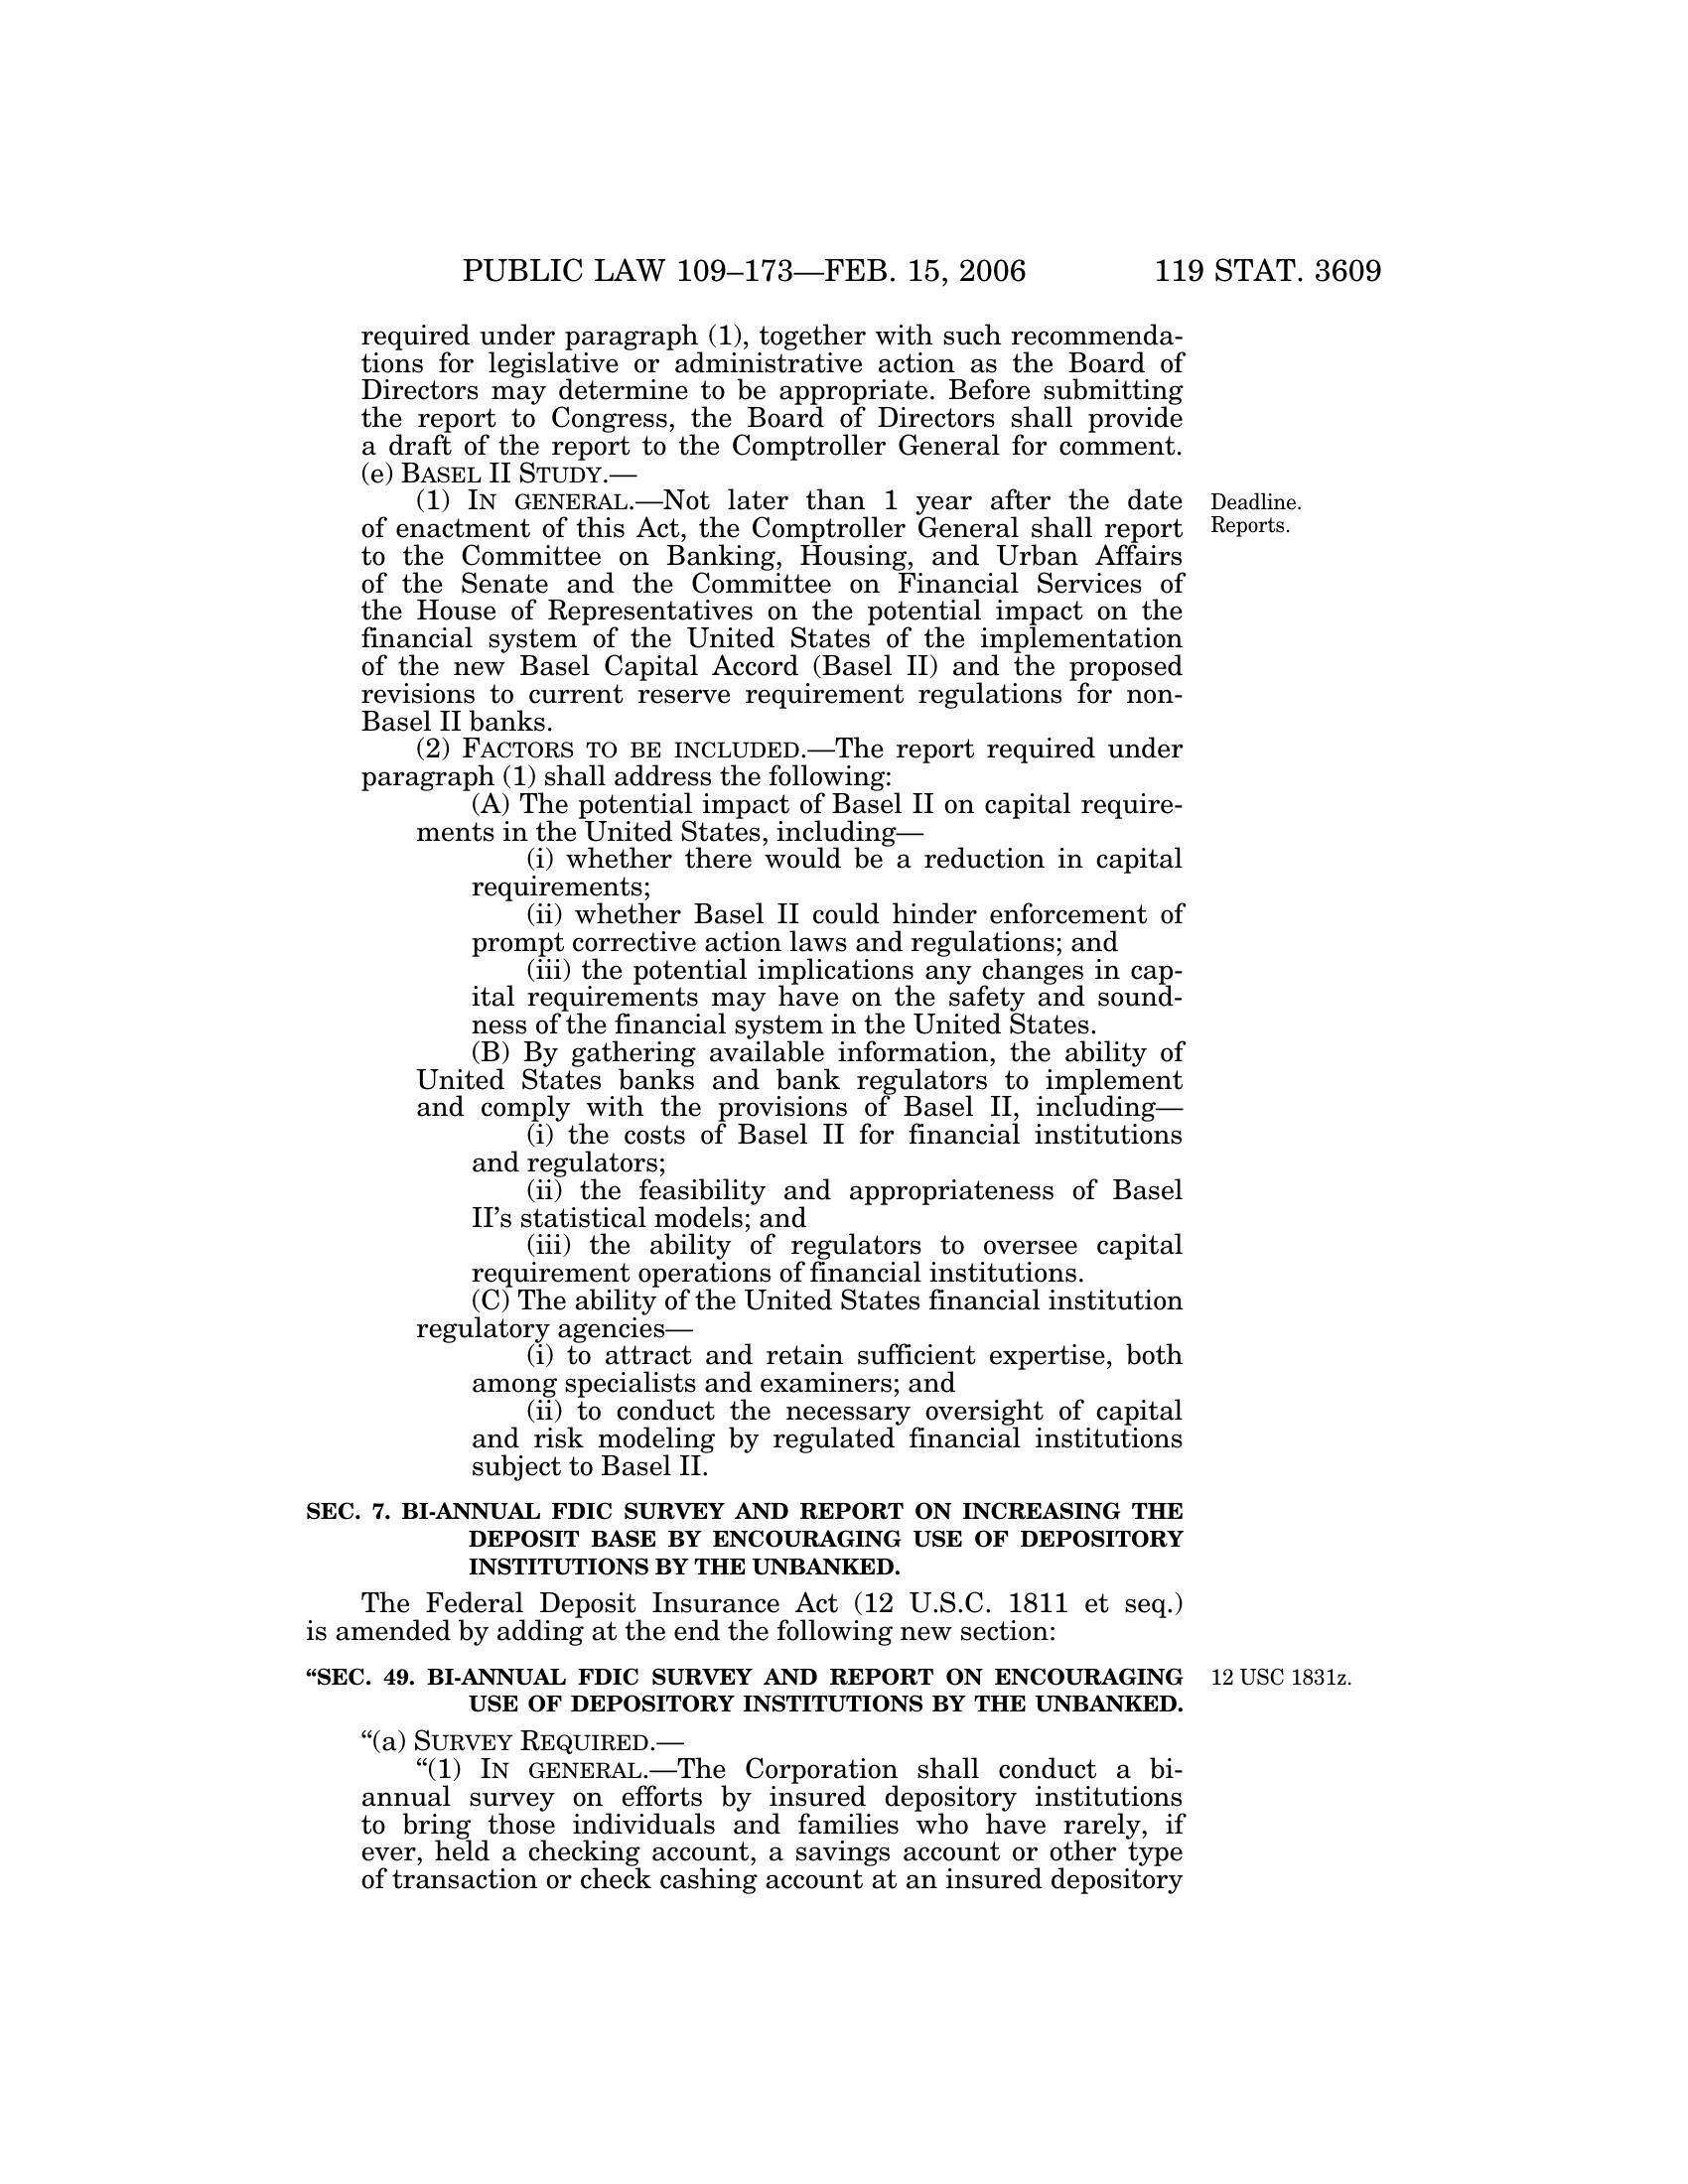 PUBLIC LAW 109–173—FEB. 15, 2006 119 STAT. 3609
required under paragraph (1), together with such recommenda-
tions for legislative or administrative action as the Board of
Directors may determine to be appropriate. Before submitting
the report to Congress, the Board of Directors shall provide
a draft of the report to the Comptroller General for comment.
(e) BASEL II STUDY.—
(1) IN GENERAL.—Not later than 1 year after the date
of enactment of this Act, the Comptroller General shall report
to the Committee on Banking, Housing, and Urban Affairs
of the Senate and the Committee on Financial Services of
the House of Representatives on the potential impact on the
financial system of the United States of the implementation
of the new Basel Capital Accord (Basel II) and the proposed
revisions to current reserve requirement regulations for non-
Basel II banks.
Deadline.
Reports.
(2) FACTORS TO BE INCLUDED.—The report required under
paragraph (1) shall address the following:
(A) The potential impact of Basel II on capital require-
ments in the United States, including—
(i) whether there would be a reduction in capital
requirements;
(ii) whether Basel II could hinder enforcement of
prompt corrective action laws and regulations; and
(iii) the potential implications any changes in cap-
ital requirements may have on the safety and sound-
ness of the financial system in the United States.
(B) By gathering available information, the ability of
United States banks and bank regulators to implement
and comply with the provisions of Basel II, including—
(i) the costs of Basel II for financial institutions
and regulators;
(ii) the feasibility and appropriateness of Basel
II’s statistical models; and
(iii) the ability of regulators to oversee capital
requirement operations of financial institutions.
(C) The ability of the United States financial institution
regulatory agencies—
(i) to attract and retain sufficient expertise, both
among specialists and examiners; and
(ii) to conduct the necessary oversight of capital
and risk modeling by regulated financial institutions
subject to Basel II.
SEC. 7. BI-ANNUAL FDIC SURVEY AND REPORT ON INCREASING THE
DEPOSIT BASE BY ENCOURAGING USE OF DEPOSITORY
INSTITUTIONS BY THE UNBANKED.
The Federal Deposit Insurance Act (12 U.S.C. 1811 et seq.)
is amended by adding at the end the following new section:
“SEC. 49. BI-ANNUAL FDIC SURVEY AND REPORT ON ENCOURAGING
USE OF DEPOSITORY INSTITUTIONS BY THE UNBANKED.
12 USC 1831z.
“(a) SURVEY REQUIRED.—
“(1) IN GENERAL.—The Corporation shall conduct a bi-
annual survey on efforts by insured depository institutions
to bring those individuals and families who have rarely, if
ever, held a checking account, a savings account or other type
of transaction or check cashing account at an insured depository